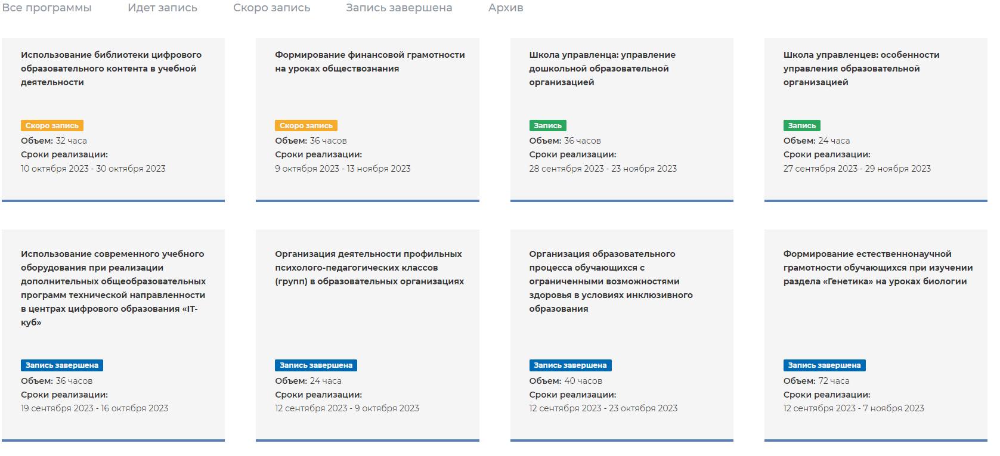 Все программы
Идет запись
Скоро запись
Запись завершена
Архив
Использование библиотеки цифрового
образовательного контента в учебной
деятельности
Скоро запись
Объем: 32 часа
Сроки реализации:
10 октября 2023 - 30 октября 2023
Формирование финансовой грамотности
на уроках обществознания
Скоро запись
Объем: 36 часов
Сроки реализации:
9 октября 2023 - 13 ноября 2023
Школа управленца: управление
дошкольной образовательной
организацией
Запись
Объем: 36 часов
Сроки реализации:
28 сентября 2023 - 23 ноября 2023
Школа управленцев: особенности
управления образовательной
организацией
Запись
Объем: 24 часа
Сроки реализации:
27 сентября 2023 - 29 ноября 2023
Использование современного учебного
оборудования при реализации
дополнительных общеобразовательных
программ технической направленности
в центрах цифрового образования «IT-
куб»
Запись завершена
Объем: 36 часов
Сроки реализации:
19 сентября 2023 - 16 октября 2023
Организация деятельности профильных
психолого-педагогических классов
(групп) в образовательных организациях
Запись завершена
Объем: 24 часа
Сроки реализации:
12 сентября 2023 - 9 октября 2023
Организация образовательного
процесса обучающихся с
ограниченными возможностями
здоровья в условиях инклюзивного
образования
Запись завершена
Объем: 40 часов
Сроки реализации:
12 сентября 2023 - 23 октября 2023
Формирование естественнонаучной
грамотности обучающихся при изучении
раздела «Генетика» на уроках биологии
Запись завершена
Объем: 72 часа
Сроки реализации:
12 сентября 2023 - 7 ноября 2023